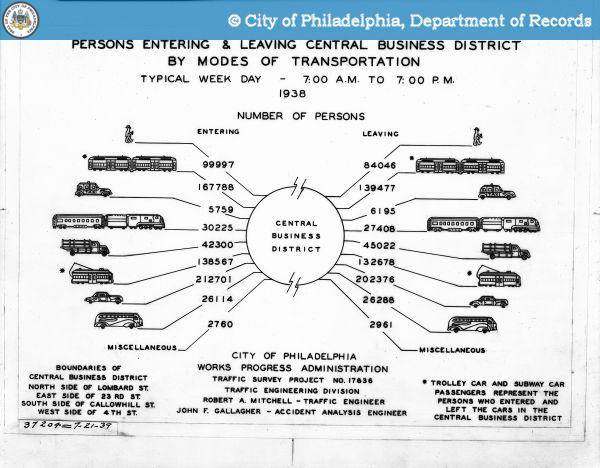 © City of Philadelphia, Department of Records
PERSONS ENTERING & LEAVING CENTRAL BUSINESS DISTRICT
BY MODES OF TRANSPORTATION
TYPICAL WEEK DAY - 7:00 A.M. TO 7:00 P.M.
1938
NUMBER OF PERSONS
ENTERING LEAVING
99997 84046
* 167788 * 139477
5759 6195
30225 27408
CENTRAL
BUSINESS
DISTRICT
42300 45022
* 138567 132678 *
212701 202376
26114 26288
2760 2961
MISCELLANEOUS MISCELLANEOUS
BOUNDARIES OF
CENTRAL BUSINESS DISTRICT
NORTH SIDE OF LOMBARD ST.
EAST SIDE OF 23 RD ST.
SOUTH SIDE OF CALLOWHILL ST.
WEST SIDE OF 4 TH ST.
CITY OF PHILADELPHIA
WORKS PROGRESS ADMINISTRATION
TRAFFIC SURVEY PROJECT NO. 17636
TRAFFIC ENGINEERING DIVISION
ROBERT A. MITCHELL - TRAFFIC ENGINEER
JOHN F. GALLAGHER - ACCIDENT ANALYSIS ENGINEER
* TROLLEY CAR AND SUBWAY CAR
PASSENGERS REPRESENT THE
PERSONS WHO ENTERED AND
LEFT THE CARS IN THE
CENTRAL BUSINESS DISTRICT
37204-7-21-39